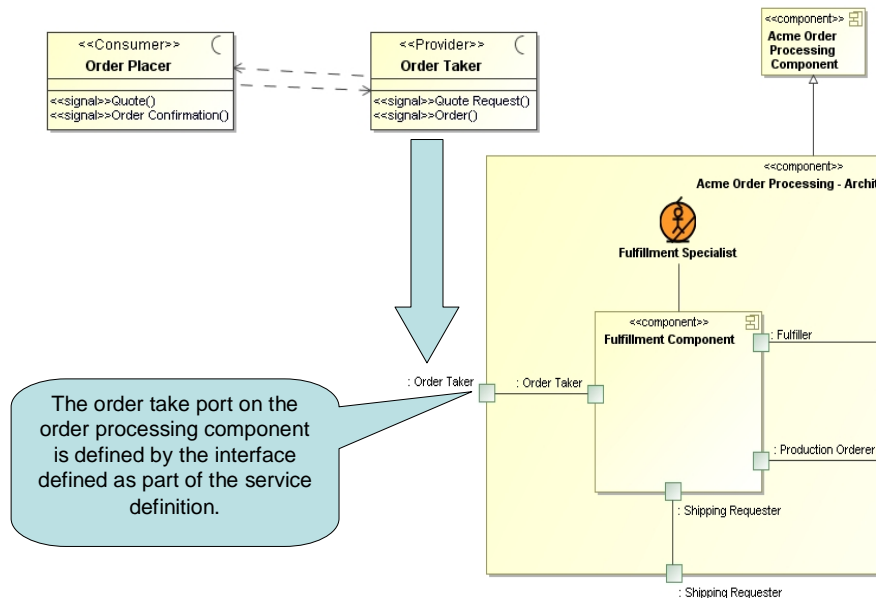 <<Consumer>>
Order Placer
<<signal>>Quote()
<<signal>>Order Confirmation()
<<Provider>>
Order Taker
<<signal>>Quote Request()
<<signal>>Order()
<<component>>
Acme Order
Processing
Component
<<component>>
Acme Order Processing - Archit
Fulfillment Specialist
<<component>>
Fulfillment Component
: Fulfiller
: Order Taker
: Order Taker
: Production Orderer
: Shipping Requester
: Shipping Requester
The order take port on the
order processing component
is defined by the interface
defined as part of the service
definition.